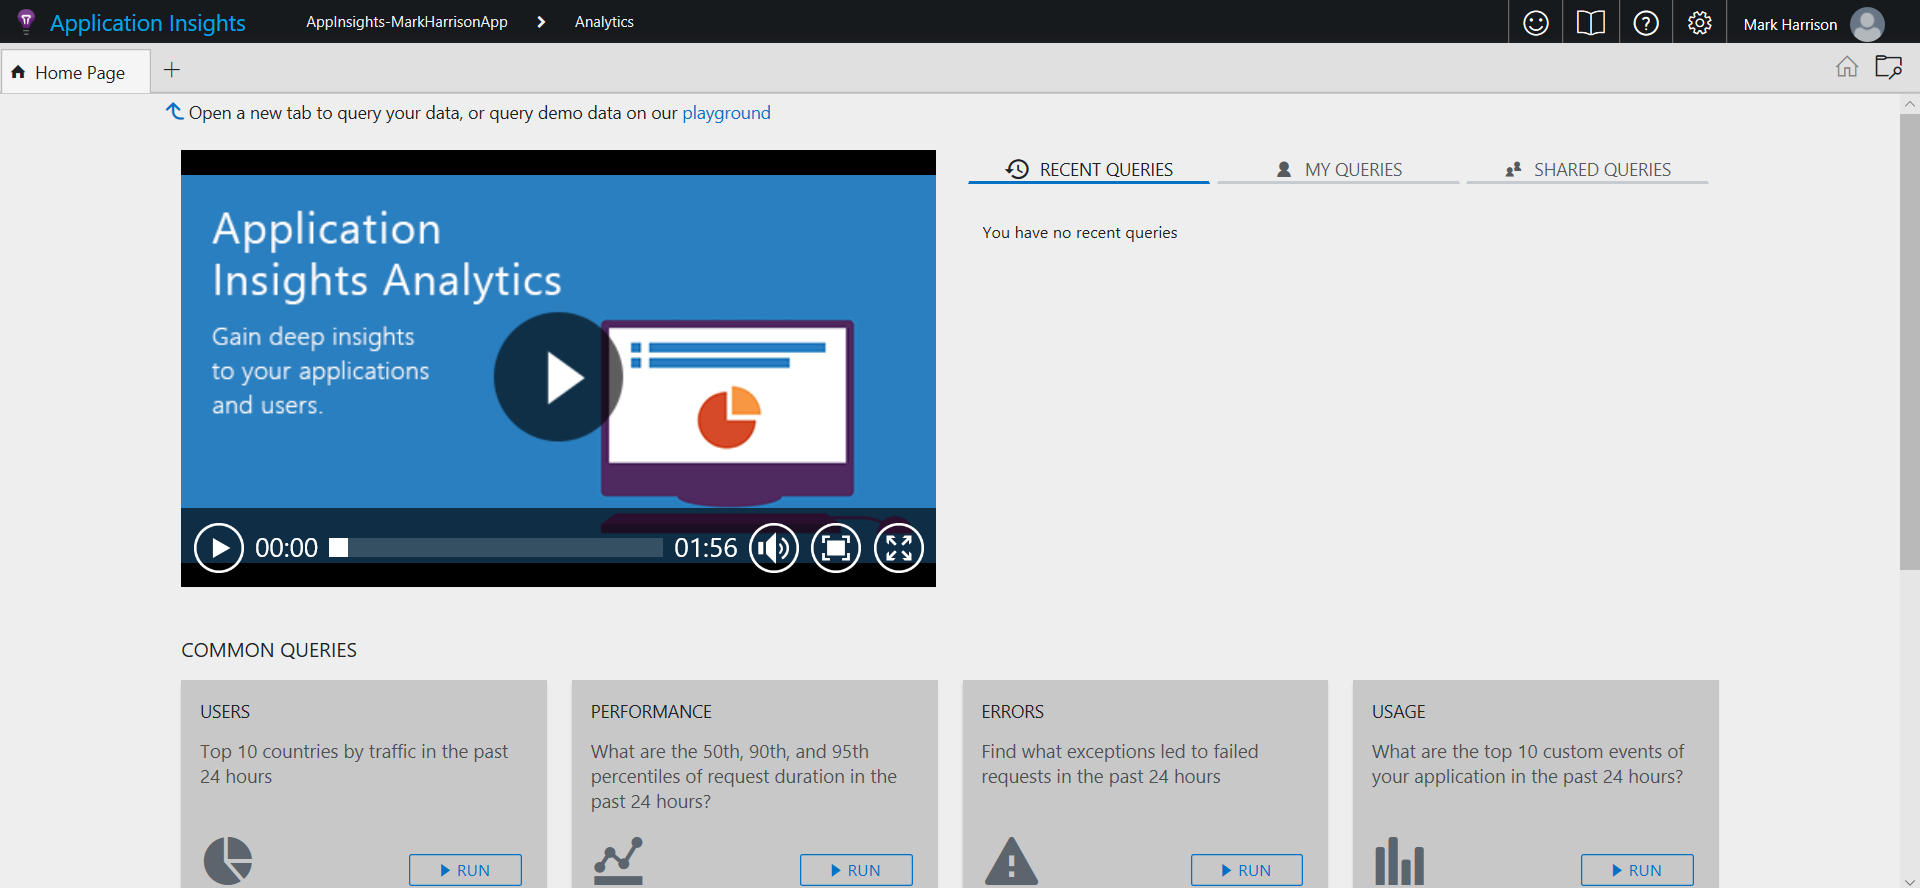 Application Insights
AppInsights-MarkHarrisonApp
Analytics
Mark Harrison
Home Page
Open a new tab to query your data, or query demo data on our playground
Application
Insights Analytics
Gain deep insights
to your applications
and users.
00:00
01:56
RECENT QUERIES
MY QUERIES
SHARED QUERIES
You have no recent queries
COMMON QUERIES
USERS
Top 10 countries by traffic in the past
24 hours
RUN
PERFORMANCE
What are the 50th, 90th, and 95th
percentiles of request duration in the
past 24 hours?
RUN
ERRORS
Find what exceptions led to failed
requests in the past 24 hours
RUN
USAGE
What are the top 10 custom events of
your application in the past 24 hours?
RUN